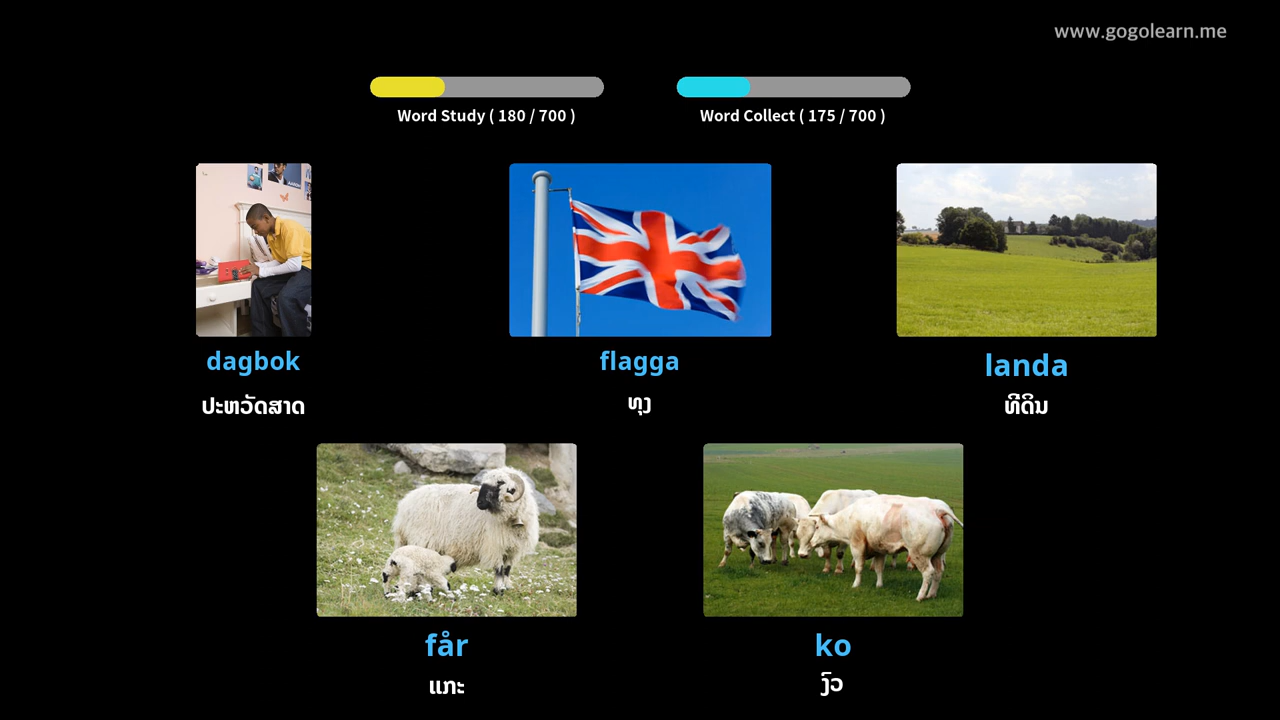 www.gogolearn.me
Word Study ( 180 / 700 )
Word Collect ( 175 / 700 )
dagbok
ປະຫວັດສາດ
flagga
ທຸງ
landa
ທີ່ດິນ
får
ແກະ
ko
ງົວ